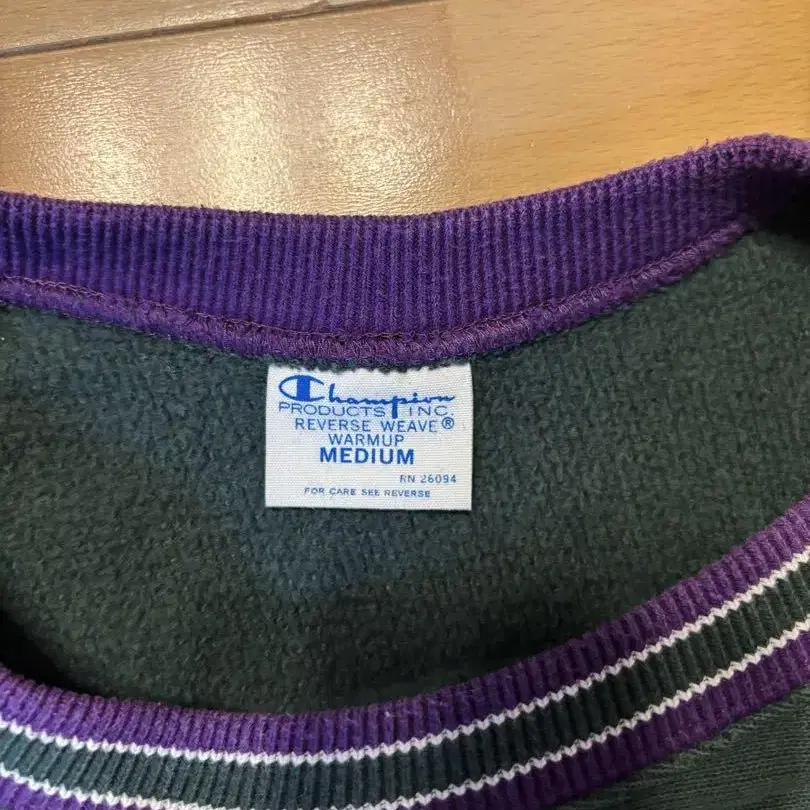 Champion
PRODUCTS INC.
REVERSE WEAVE®
WARMUP
MEDIUM
RN 26094
FOR CARE SEE REVERSE